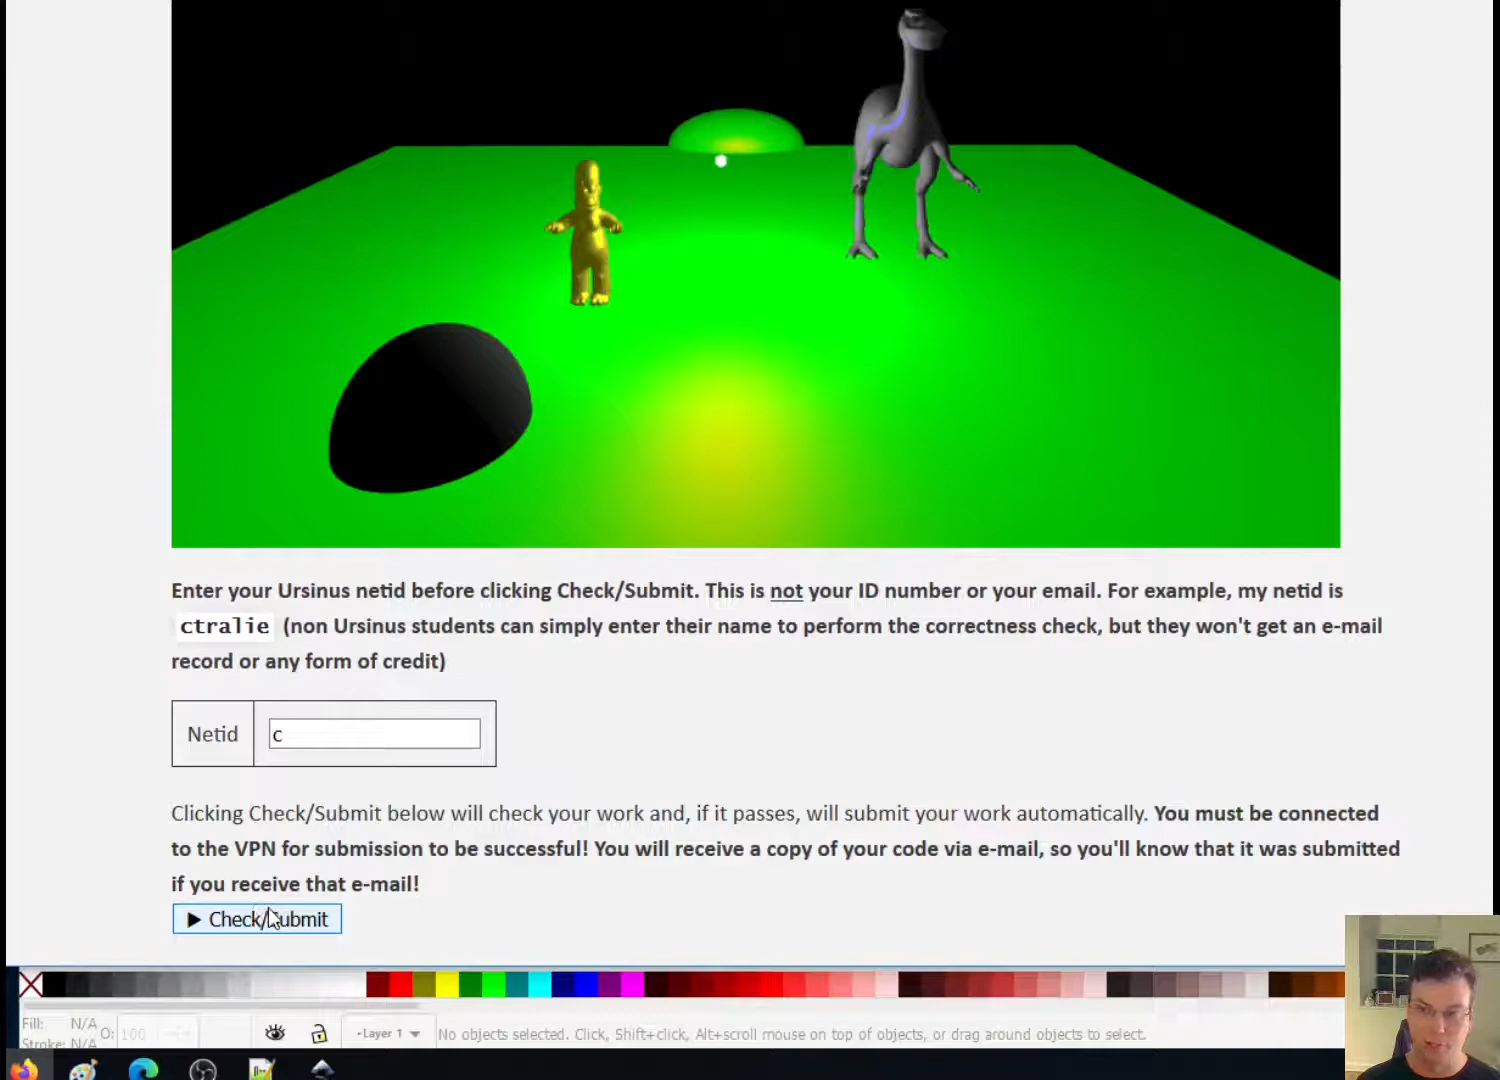 Enter your Ursinus netid before clicking Check/Submit. This is not your ID number or your email. For example, my netid is
ctralie (non Ursinus students can simply enter their name to perform the correctness check, but they won't get an e-mail
record or any form of credit)
Netid c
Clicking Check/Submit below will check your work and, if it passes, will submit your work automatically. You must be connected
to the VPN for submission to be successful! You will receive a copy of your code via e-mail, so you'll know that it was submitted
if you receive that e-mail!
▶ Check/Submit
Fill: N/A
Stroke: N/A O: 100
-Layer 1 No objects selected. Click, Shift+click, Alt+scroll mouse on top of objects, or drag around objects to select.